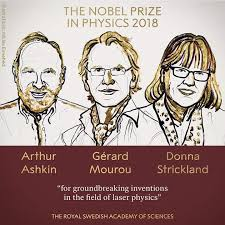 THE NOBEL PRIZE
IN PHYSICS 2018
Arthur
Ashkin
Gérard
Mourou
Donna
Strickland
"for groundbreaking inventions
in the field of laser physics"
THE ROYAL SWEDISH ACADEMY OF SCIENCES